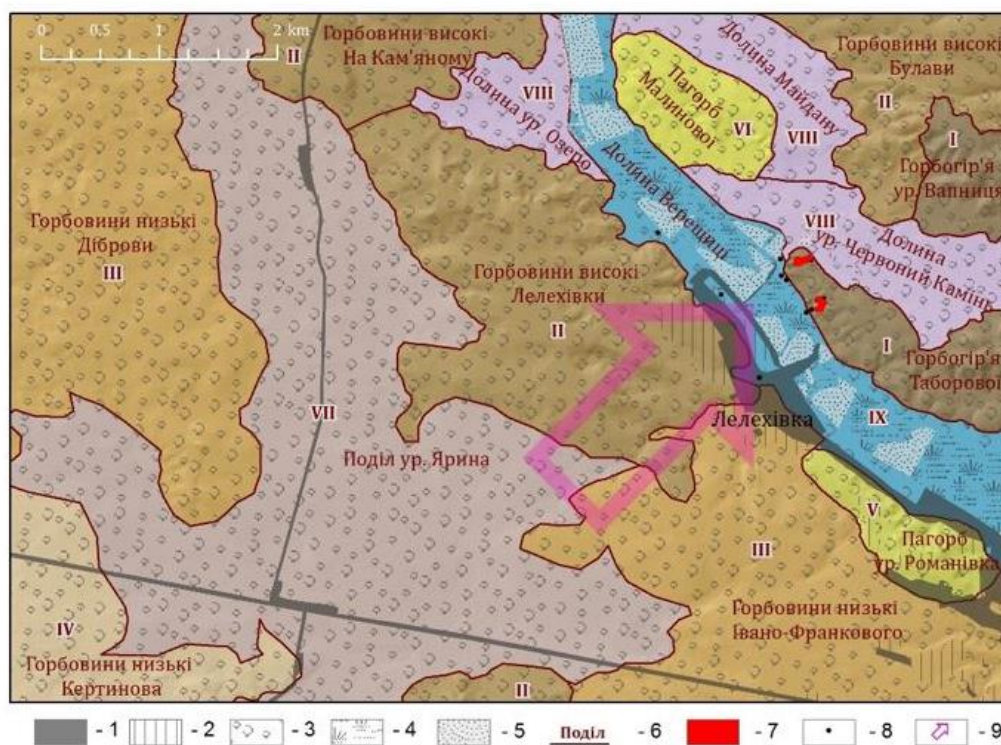 0 0,5 1 2 km
Горбовини високі
На Кам'яному
II
VIII
Долина ур. Озеро
Пагорб
Малинової
VI
Долина Майдану
VIII
Горбовини високі
Булави
II
I
Горбогір'я
ур. Вапниця
Долина Верещиці
VIII
Долина
ур. Червоний Камінь
Горбовини низькі
Діброви
III
Горбовини високі
Лелехівки
II
I
Горбогір'я
Таборової
VII
Лелехівка
IX
Поділ ур. Ярина
V
Пагорб
ур. Романівка
III
IV
Горбовини низькі
Кертинова
Горбовини низькі
Івано-Франкового
II
- 1 - 2 - 3 - 4 - 5 Поділ - 6 - 7 - 8 - 9